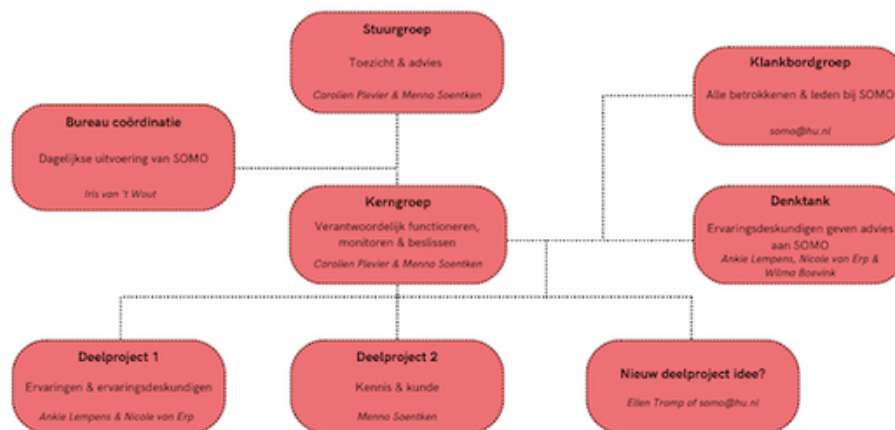 Stuurgroep
Toezicht & advies
Carolien Plevier & Menno Soentken
Klankbordgroep
Alle betrokkenen & leden bij SOMO
somo@hu.nl
Bureau coördinatie
Dagelijkse uitvoering van SOMO
Iris van 't Wout
Kerngroep
Verantwoordelijk functioneren,
monitoren & beslissen
Carolien Plevier & Menno Soentken
Denktank
Ervaringsdeskundigen geven advies
aan SOMO
Ankie Lempens, Nicole van Erp &
Wilma Boevink
Deelproject 1
Ervaringen & ervaringsdeskundigen
Ankie Lempens & Nicole van Erp
Deelproject 2
Kennis & kunde
Menno Soentken
Nieuw deelproject idee?
Ellen Tromp of somo@hu.nl